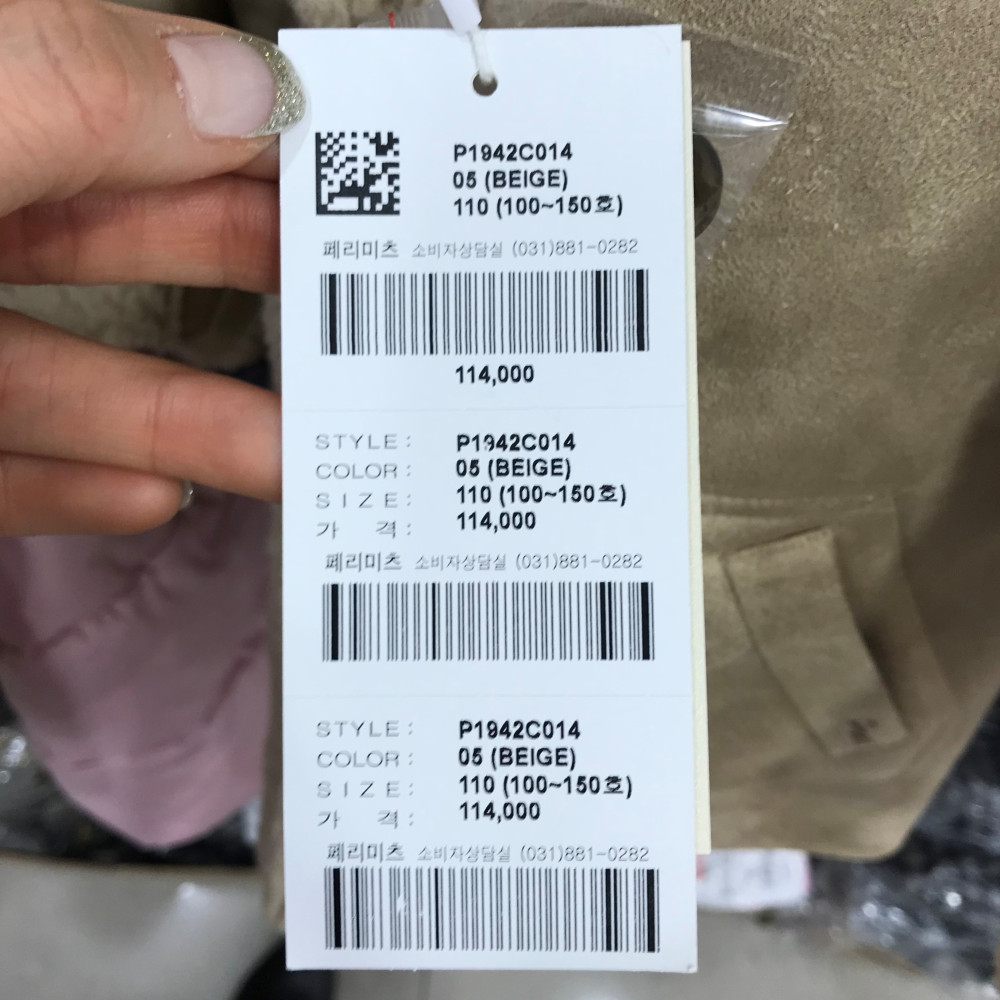 P1942C014
05 (BEIGE)
110 (100~150호)
페리미츠 소비자상담실 (031)881-0282
114,000
STYLE: P1942C014
COLOR: 05 (BEIGE)
SIZE: 110 (100~150호)
가 격: 114,000
페리미츠 소비자상담실 (031)881-0282
STYLE: P1942C014
COLOR: 05 (BEIGE)
SIZE: 110 (100~150호)
가 격: 114,000
페리미츠 소비자상담실 (031)881-0282